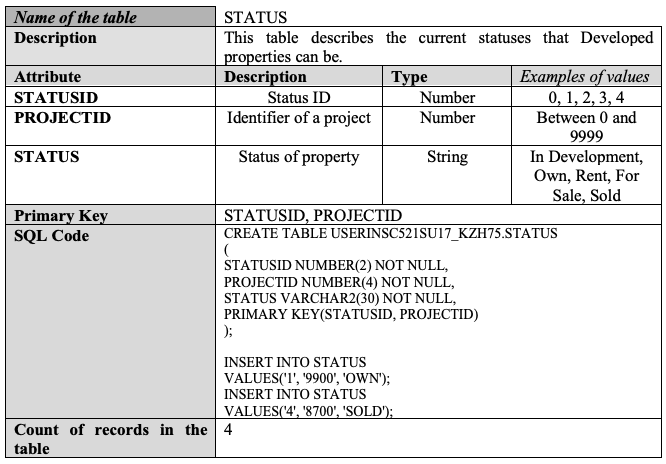 Name of the table STATUS
Description This table describes the current statuses that Developed
properties can be.
Attribute Description Type Examples of values
STATUSID Status ID Number 0, 1, 2, 3, 4
PROJECTID Identifier of a project Number Between 0 and
9999
STATUS Status of property String In Development,
Own, Rent, For
Sale, Sold
Primary Key STATUSID, PROJECTID
SQL Code CREATE TABLE USERINSC521SU17_KZH75.STATUS
(
STATUSID NUMBER(2) NOT NULL,
PROJECTID NUMBER(4) NOT NULL,
STATUS VARCHAR2(30) NOT NULL,
PRIMARY KEY(STATUSID, PROJECTID)
);
INSERT INTO STATUS
VALUES('1', '9900', 'OWN');
INSERT INTO STATUS
VALUES('4', '8700', 'SOLD');
Count of records in the 4
table